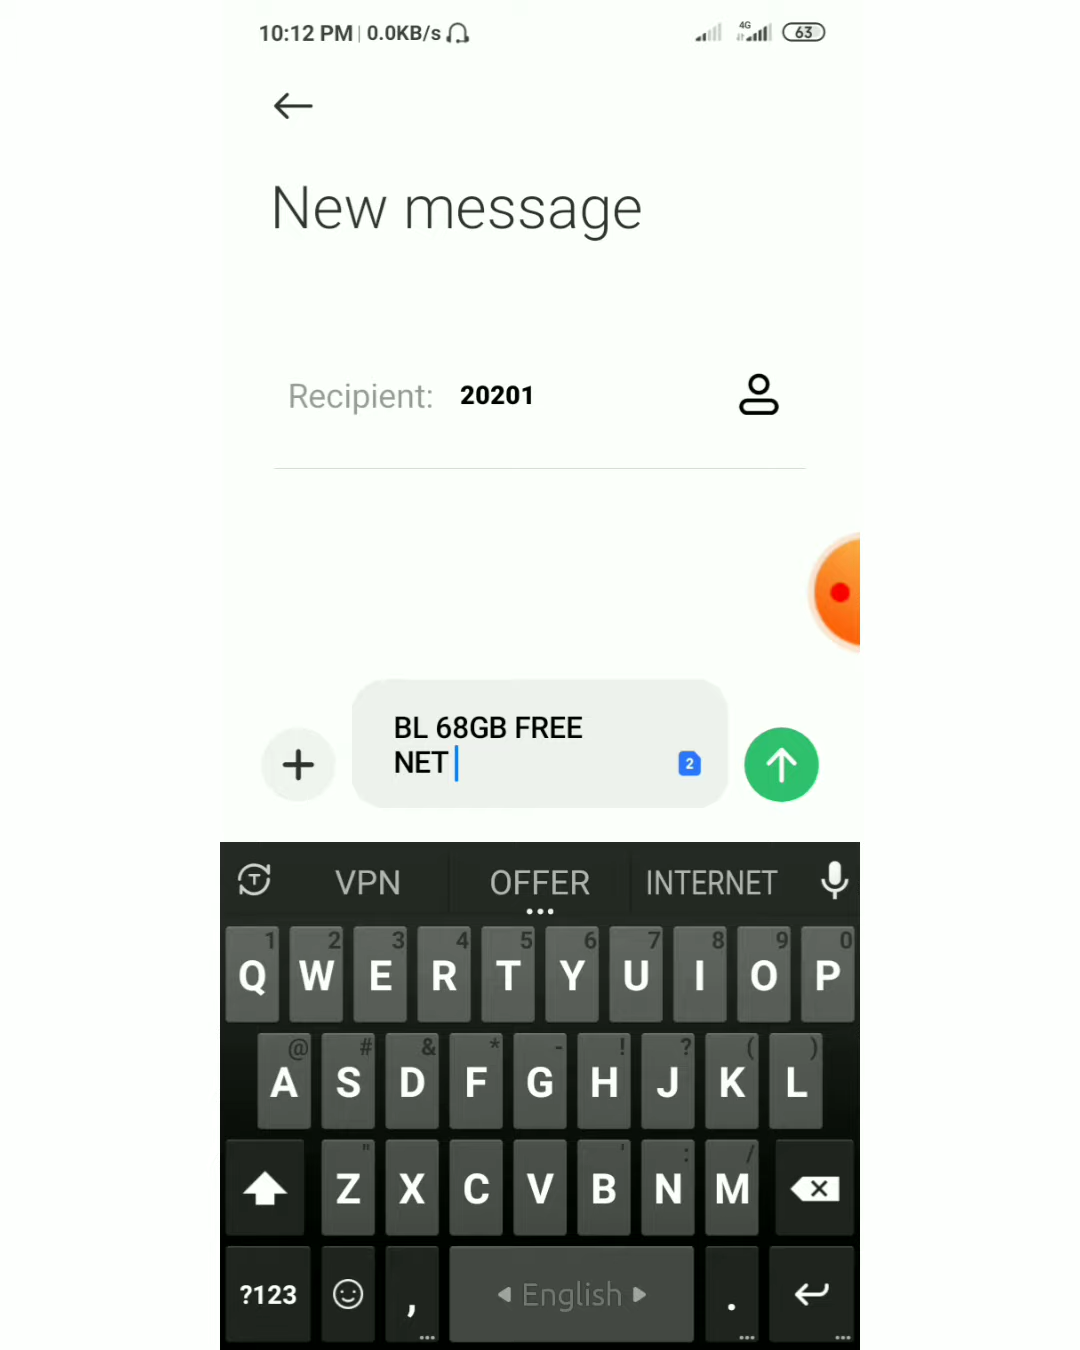 10:12 PM | 0.0KB/s 4G 63
New message
Recipient: 20201
BL 68GB FREE
NET
2
T VPN OFFER INTERNET
1 2 3 4 5 6 7 8 9 0
Q W E R T Y U I O P
@ # & * - ! ? ( )
A S D F G H J K L
" ' : /
Z X C V B N M
?123 , English .